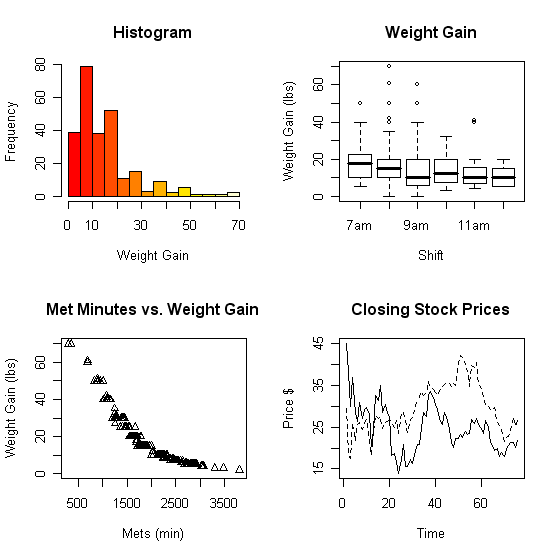 Histogram
Frequency
0 20 40 60 80
0 10 30 50 70
Weight Gain
Weight Gain
Weight Gain (lbs)
0 20 40 60
7am 9am 11am
Shift
Met Minutes vs. Weight Gain
Weight Gain (lbs)
0 20 40 60
500 1500 2500 3500
Mets (min)
Closing Stock Prices
Price $
15 25 35 45
0 20 40 60
Time